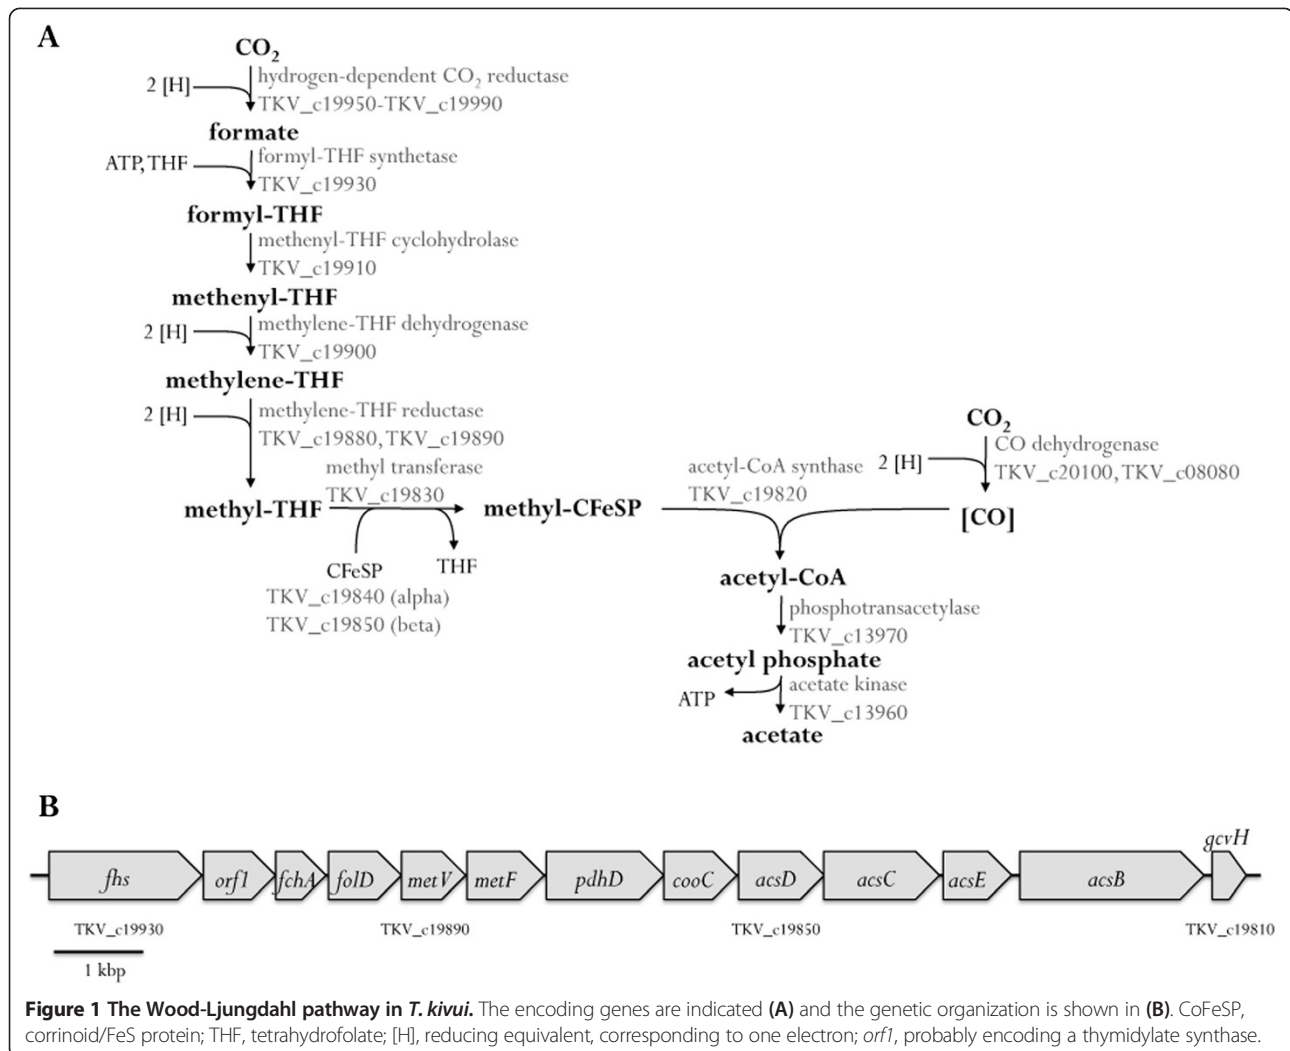 A
CO2
2 [H]
hydrogen-dependent CO2 reductase
TKV_c19950-TKV_c19990
formate
ATP, THF
formyl-THF synthetase
TKV_c19930
formyl-THF
methenyl-THF cyclohydrolase
TKV_c19910
methenyl-THF
2 [H]
methylene-THF dehydrogenase
TKV_c19900
methylene-THF
2 [H]
methylene-THF reductase
TKV_c19880, TKV_c19890
methyl transferase
TKV_c19830
methyl-THF
CFeSP
THF
TKV_c19840 (alpha)
TKV_c19850 (beta)
methyl-CFeSP
acetyl-CoA synthase
TKV_c19820
CO2
2 [H]
CO dehydrogenase
TKV_c20100, TKV_c08080
[CO]
acetyl-CoA
phosphotransacetylase
TKV_c13970
acetyl phosphate
ATP
acetate kinase
TKV_c13960
acetate
B
fhs orf1 fchA folD metV metF pdhD cooC acsD acsC acsE acsB gcvH
TKV_c19930 TKV_c19890 TKV_c19850 TKV_c19810
1 kbp
Figure 1 The Wood-Ljungdahl pathway in T. kivui. The encoding genes are indicated (A) and the genetic organization is shown in (B). CoFeSP,
corrinoid/FeS protein; THF, tetrahydrofolate; [H], reducing equivalent, corresponding to one electron; orf1, probably encoding a thymidylate synthase.